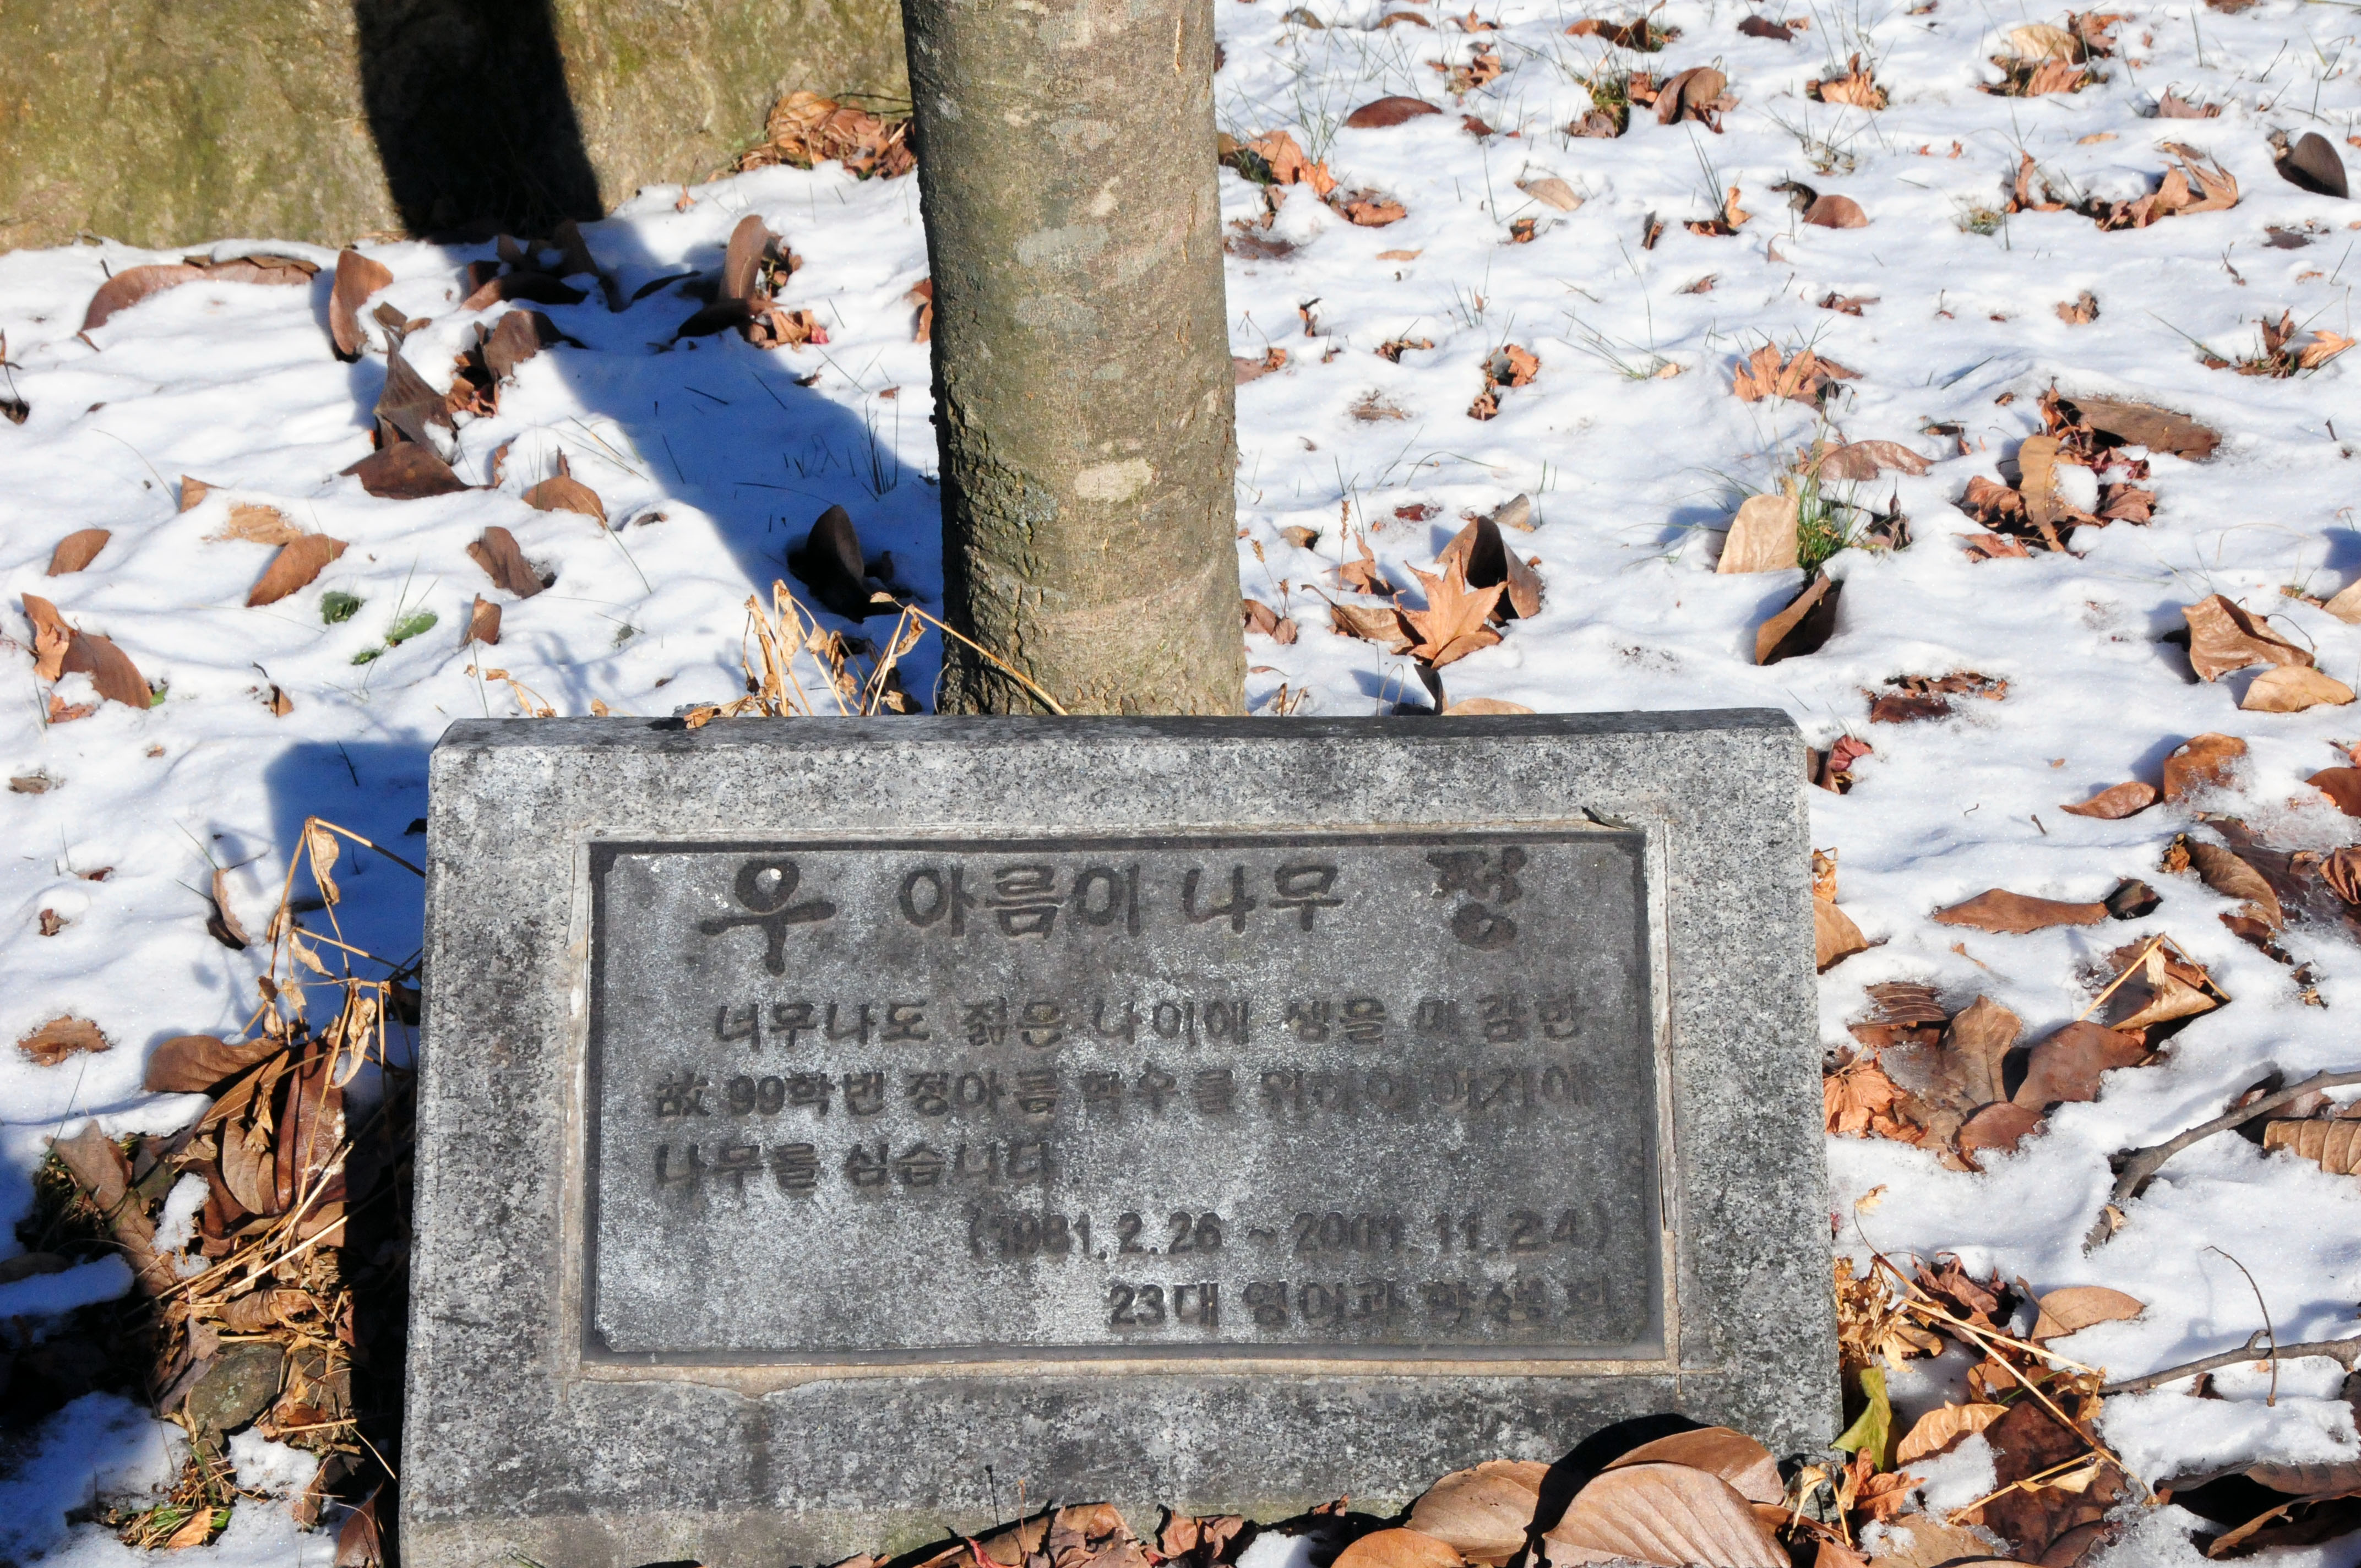 우 아름이 나무 정
너무나도 젊은 나이에 생을 마감한
故 99학번 정아름 학우를 위하여 여기에
나무를 심습니다.
(1981.2.26 ~ 2001.11.24)
23대 영어과 학생회